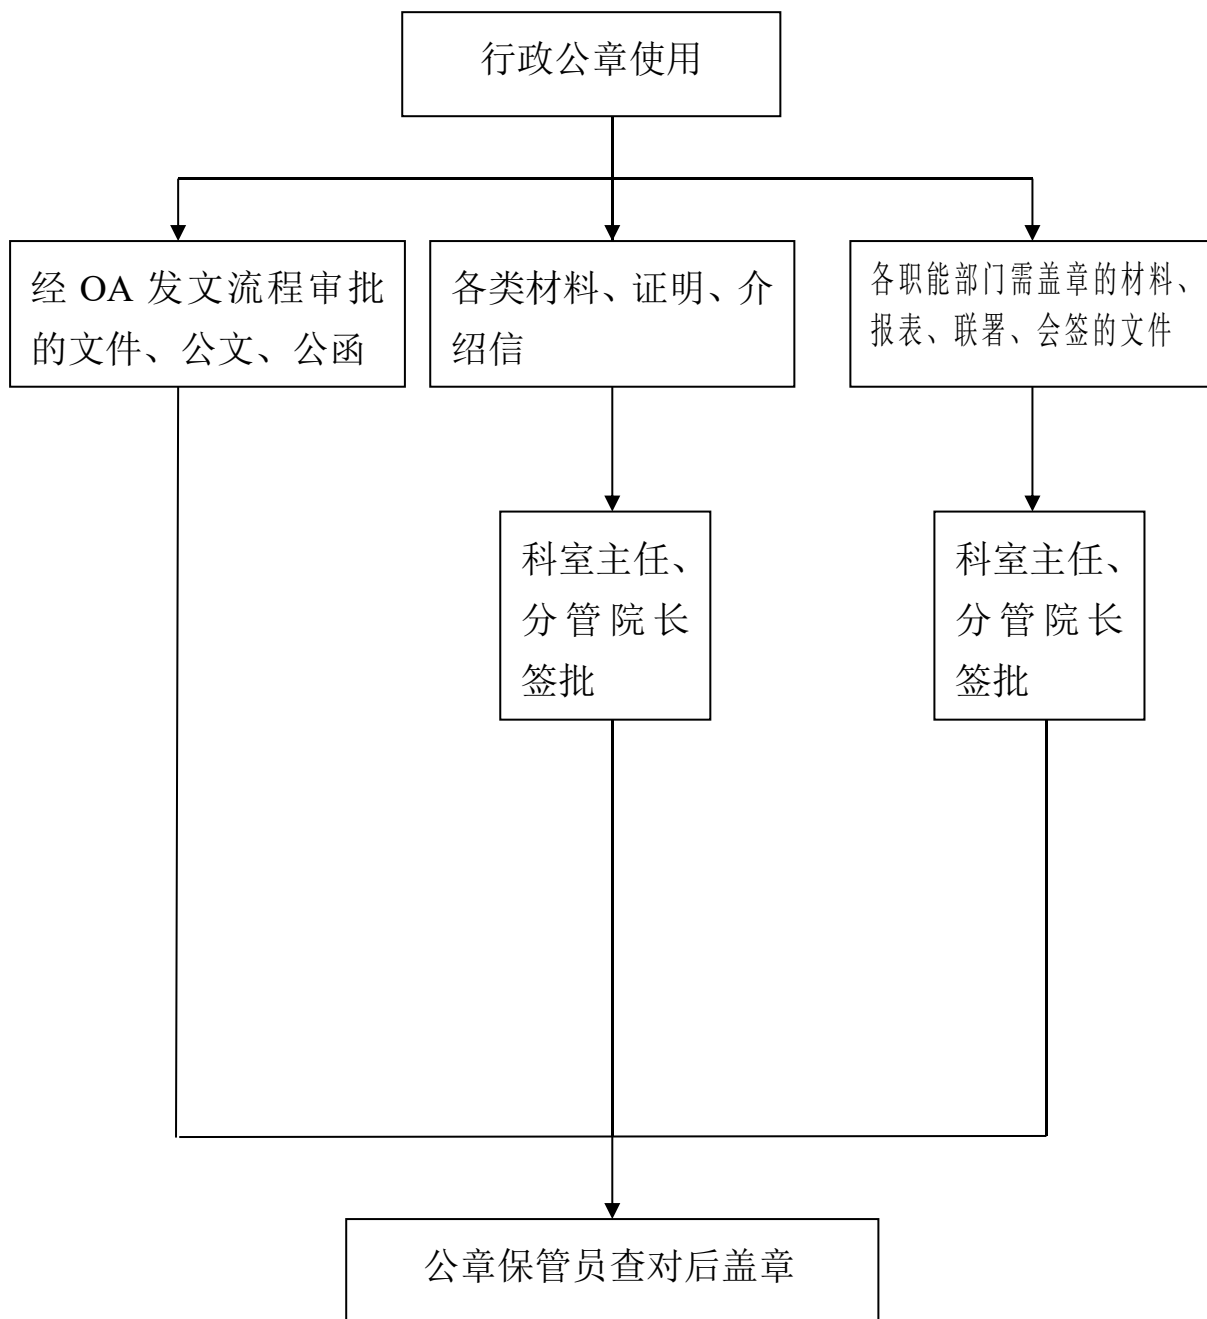 行政公章使用
经 OA 发文流程审批
的文件、公文、公函
各类材料、证明、介
绍信
各职能部门需盖章的材料、
报表、联署、会签的文件
科室主任、
分管院长
签批
科室主任、
分管院长
签批
公章保管员查对后盖章